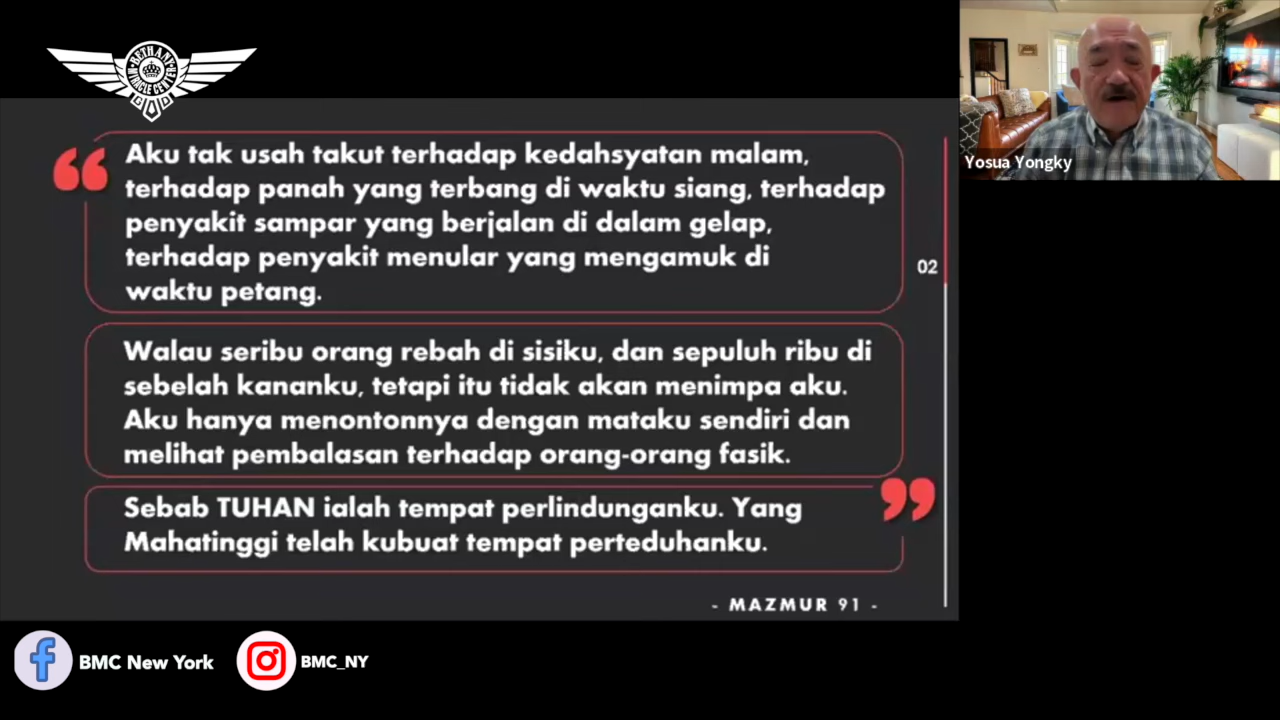 BETHANY
MIRACLE CENTER
“ Aku tak usah takut terhadap kedahsyatan malam,
terhadap panah yang terbang di waktu siang, terhadap
penyakit sampar yang berjalan di dalam gelap,
terhadap penyakit menular yang mengamuk di
waktu petang.
Walau seribu orang rebah di sisiku, dan sepuluh ribu di
sebelah kananku, tetapi itu tidak akan menimpa aku.
Aku hanya menontonnya dengan mataku sendiri dan
melihat pembalasan terhadap orang-orang fasik.
Sebab TUHAN ialah tempat perlindunganku. Yang
Mahatinggi telah kubuat tempat perteduhanku. ”
- MAZMUR 91 -
02
Yosua Yongky
BMC New York
BMC_NY